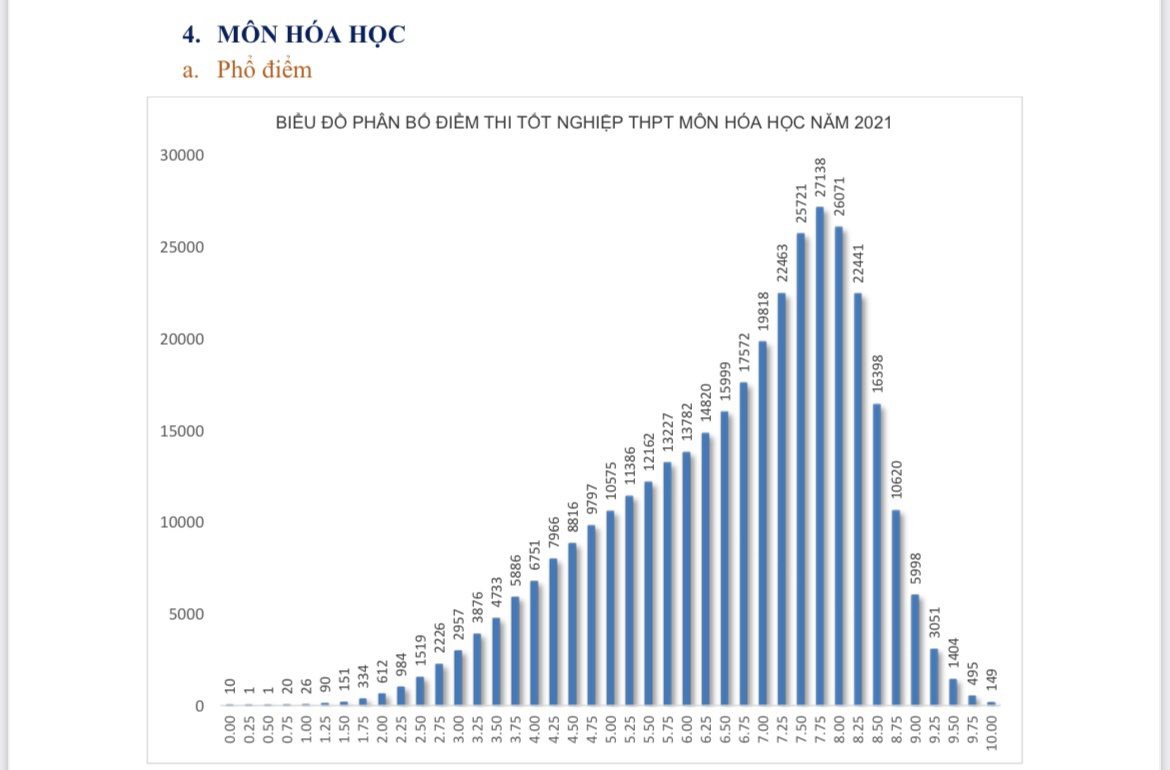 4. MÔN HÓA HỌC
a. Phổ điểm
BIỂU ĐỒ PHÂN BỐ ĐIỂM THI TỐT NGHIỆP THPT MÔN HÓA HỌC NĂM 2021
30000
25000
20000
15000
10000
5000
0
10 1 1 20 26 90 151 334 612 984 1519 2226 2957 3876 4733 5886 6751 7966 8816 9797 10575 11386 12162 13227 13782 14820 15999 17572 19818 22463 25721 27138 26071 22441 16398 10620 5998 3051 1404 495 149
0.00 0.25 0.50 0.75 1.00 1.25 1.50 1.75 2.00 2.25 2.50 2.75 3.00 3.25 3.50 3.75 4.00 4.25 4.50 4.75 5.00 5.25 5.50 5.75 6.00 6.25 6.50 6.75 7.00 7.25 7.50 7.75 8.00 8.25 8.50 8.75 9.00 9.25 9.50 9.75 10.00